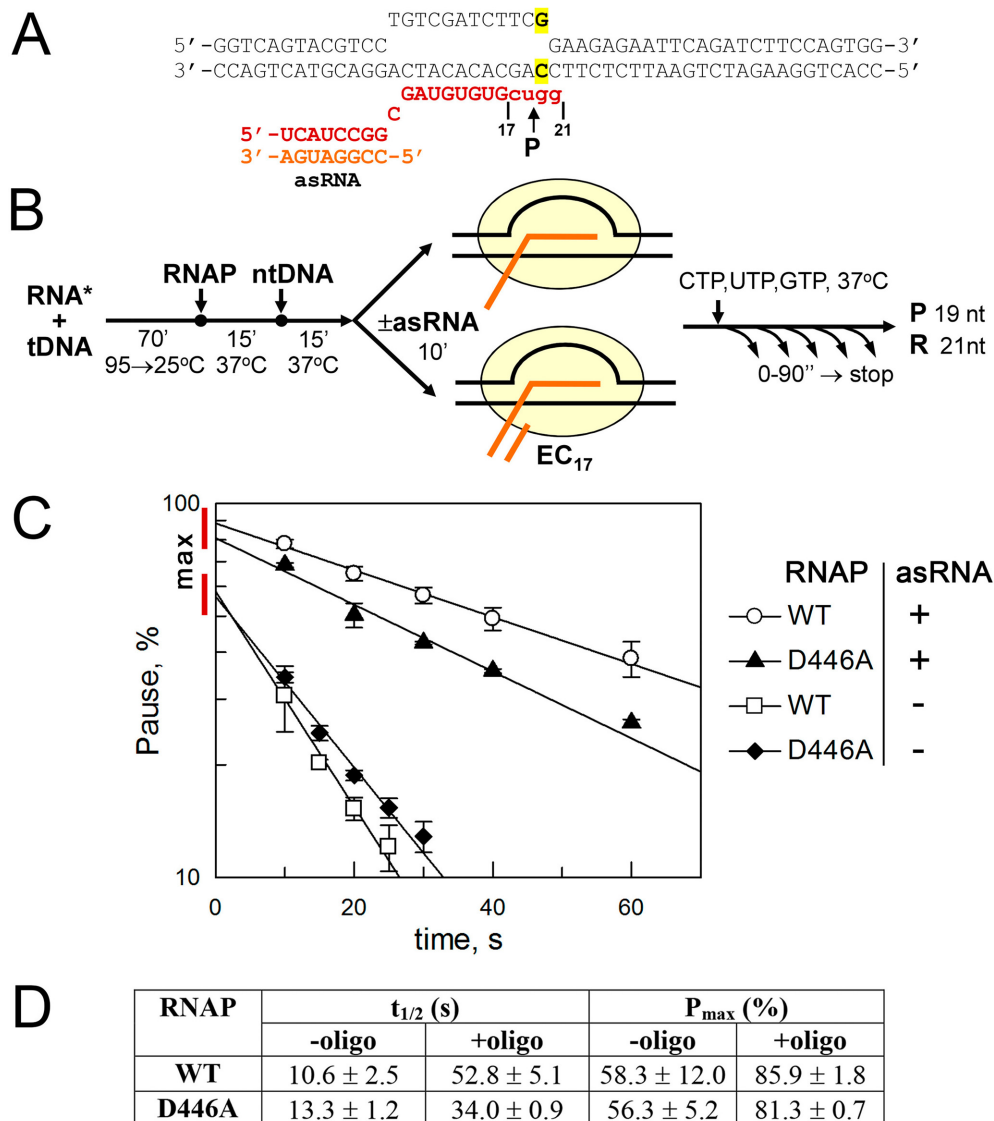 A
TGTCGATCTTCG
5′-GGTCAGTACGTCC GAAGAGAATTCAGATCTTCCAGTGG-3′
3′-CCAGTCATGCAGGACTACACACGACCTTCTCTTAAGTCTAGAAGGTCACC-5′
GAUGUGUGcugg
C
17 21
5′-UCAUCCGG
P
3′-AGUAGGCC-5′
asRNA
B
RNA*
+
tDNA
RNAP ntDNA
70′ 15′ 15′
95→25ºC 37ºC 37ºC
±asRNA
10′
EC17
CTP,UTP,GTP, 37ºC
0-90″ → stop
P 19 nt
R 21nt
C
100
max
Pause, %
10
0 20 40 60
time, s
RNAP asRNA
WT +
D446A +
WT -
D446A -
D
RNAP t1/2 (s) Pmax (%)
-oligo +oligo -oligo +oligo
WT 10.6 ± 2.5 52.8 ± 5.1 58.3 ± 12.0 85.9 ± 1.8
D446A 13.3 ± 1.2 34.0 ± 0.9 56.3 ± 5.2 81.3 ± 0.7